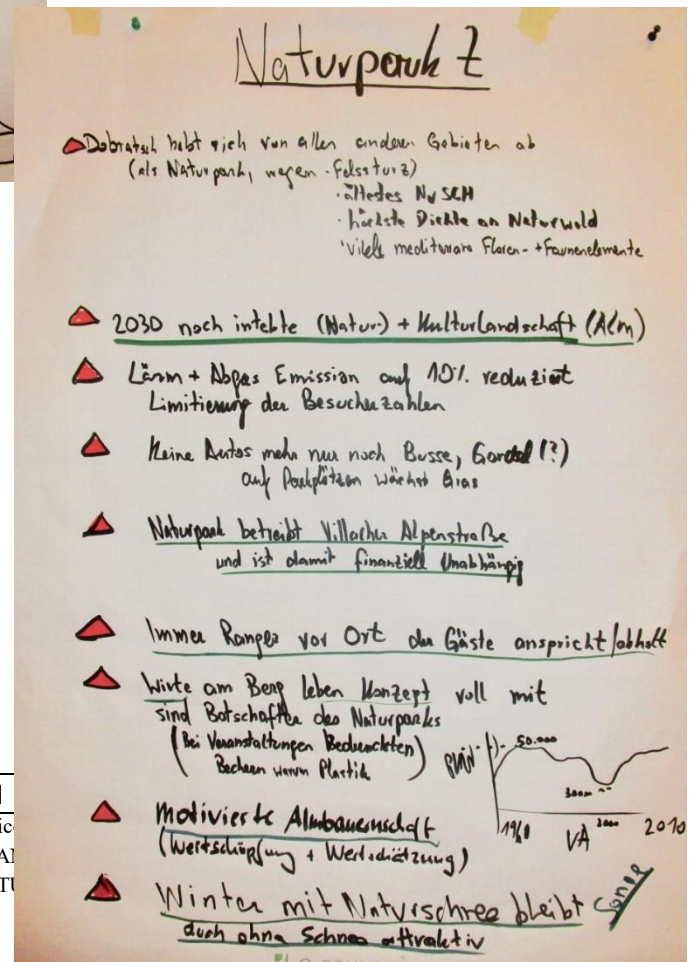 Naturpark Z
Dobratsch hebt sich von allen anderen Gebieten ab
(als Naturpark, wegen - Felssturz)
· ältestes NSCH
· höchste Dichte an Naturwald
· viele mediterrane Floren- + Faunenelemente
2030 noch intakte (Natur-) + Kulturlandschaft (Alm)
Lärm + Abgas Emission auf 10% reduziert
Limitierung der Besucherzahlen
Keine Autos mehr nur noch Busse, Gondel (?)
auf Parkplätzen wächst Gras
Naturpark betreibt Villacher Alpenstraße
und ist damit finanziell Unabhängig
Immer Ranger vor Ort der Gäste anspricht/abholt
Wirte am Berg leben Konzept voll mit
sind Botschafter des Naturparks
(Bei Veranstaltungen Bedruckten)
Bechern warum Plastik
50.000
motivierte Almbauernschaft
(Wertschöpfung + Wertschätzung)
1960 VA 2010
Winter mit Naturschnee bleibt
auch ohne Schnee attraktiv